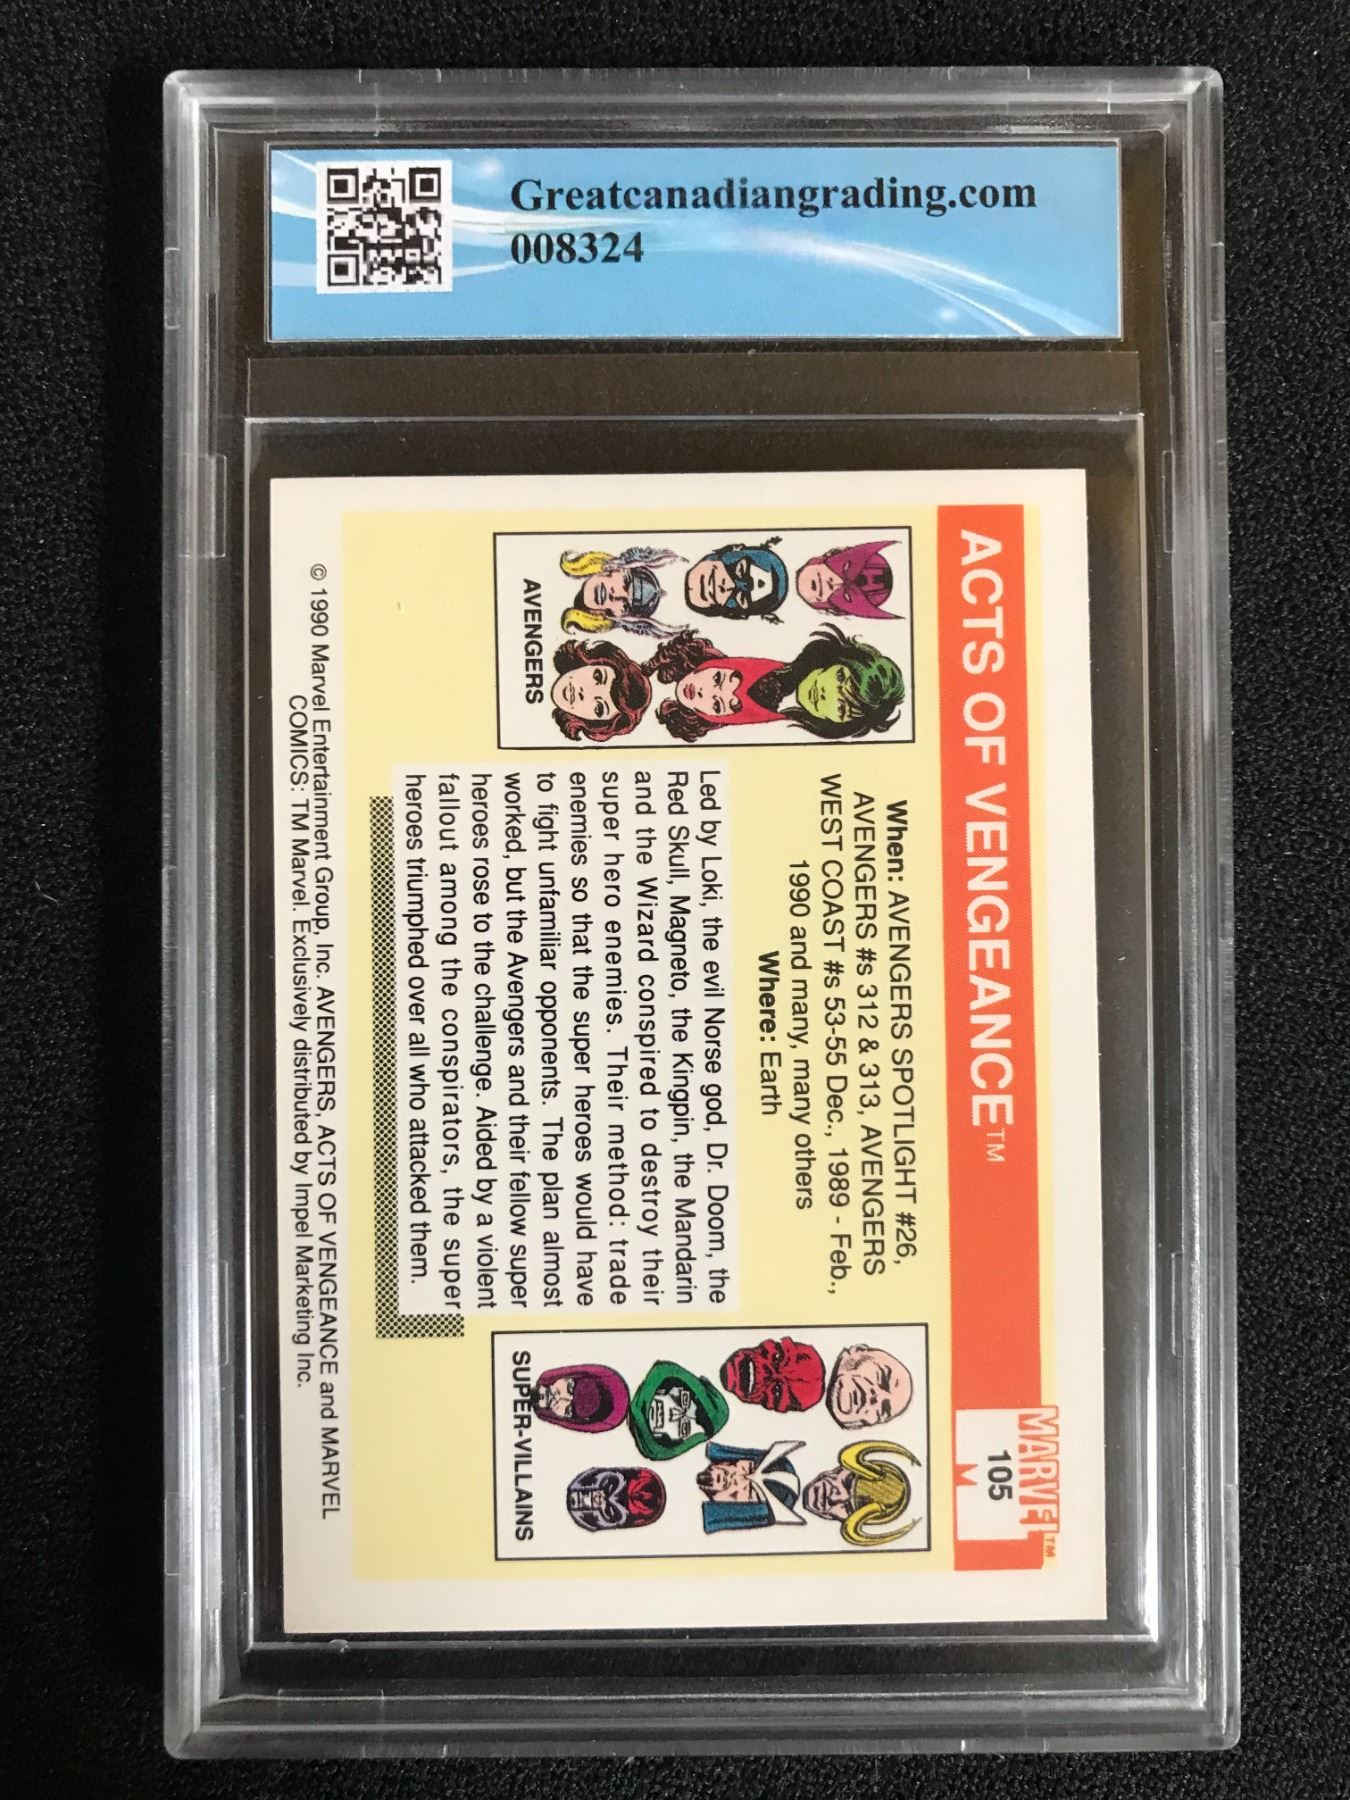 Greatcanadiangrading.com
008324
ACTS OF VENGEANCE™
MARVEL™
105
M
When: AVENGERS SPOTLIGHT #26,
AVENGERS #s 312 & 313, AVENGERS
WEST COAST #s 53-55 Dec., 1989 - Feb.,
1990 and many, many others
Where: Earth
AVENGERS
Led by Loki, the evil Norse god, Dr. Doom, the
Red Skull, Magneto, the Kingpin, the Mandarin
and the Wizard conspired to destroy their
super hero enemies. Their method: trade
enemies so that the super heroes would have
to fight unfamiliar opponents. The plan almost
worked, but the Avengers and their fellow super
heroes rose to the challenge. Aided by a violent
fallout among the conspirators, the super
heroes triumphed over all who attacked them.
SUPER-VILLAINS
© 1990 Marvel Entertainment Group, Inc. AVENGERS, ACTS OF VENGEANCE and MARVEL
COMICS: TM Marvel. Exclusively distributed by Impel Marketing Inc.